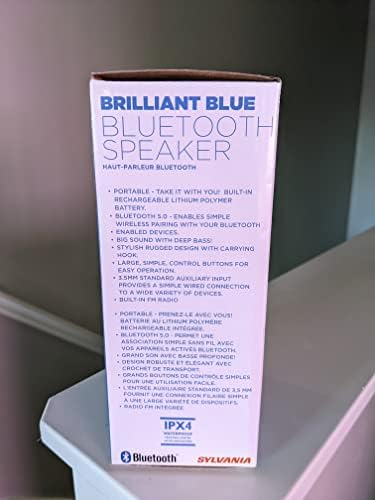 BRILLIANT BLUE
BLUETOOTH
SPEAKER
HAUT-PARLEUR BLUETOOTH
• PORTABLE - TAKE IT WITH YOU! BUILT-IN
RECHARGEABLE LITHIUM POLYMER
BATTERY.
• BLUETOOTH 5.0 - ENABLES SIMPLE
WIRELESS PAIRING WITH YOUR BLUETOOTH
• ENABLED DEVICES.
• BIG SOUND WITH DEEP BASS!
• STYLISH RUGGED DESIGN WITH CARRYING
HOOK.
• LARGE, SIMPLE, CONTROL BUTTONS FOR
EASY OPERATION.
• 3.5MM STANDARD AUXILIARY INPUT
PROVIDES A SIMPLE WIRED CONNECTION
TO A WIDE VARIETY OF DEVICES.
• BUILT-IN FM RADIO
• PORTABLE - PRENEZ-LE AVEC VOUS!
BATTERIE AU LITHIUM POLYMÈRE
RECHARGEABLE INTÉGRÉE.
• BLUETOOTH 5.0 - PERMET UNE
ASSOCIATION SIMPLE SANS FIL AVEC
VOS APPAREILS ACTIVÉS BLUETOOTH.
• GRAND SON AVEC BASSE PROFONDE!
• DESIGN ROBUSTE ET ÉLÉGANT AVEC
CROCHET DE TRANSPORT.
• GRANDS BOUTONS DE CONTRÔLE SIMPLES
POUR UNE UTILISATION FACILE.
• L'ENTRÉE AUXILIAIRE STANDARD DE 3,5 MM
FOURNIT UNE CONNEXION FILAIRE SIMPLE
À UNE LARGE VARIÉTÉ DE DISPOSITIFS.
• RADIO FM INTÉGRÉE
IPX4
WATERPROOF
Bluetooth®
SYLVANIA